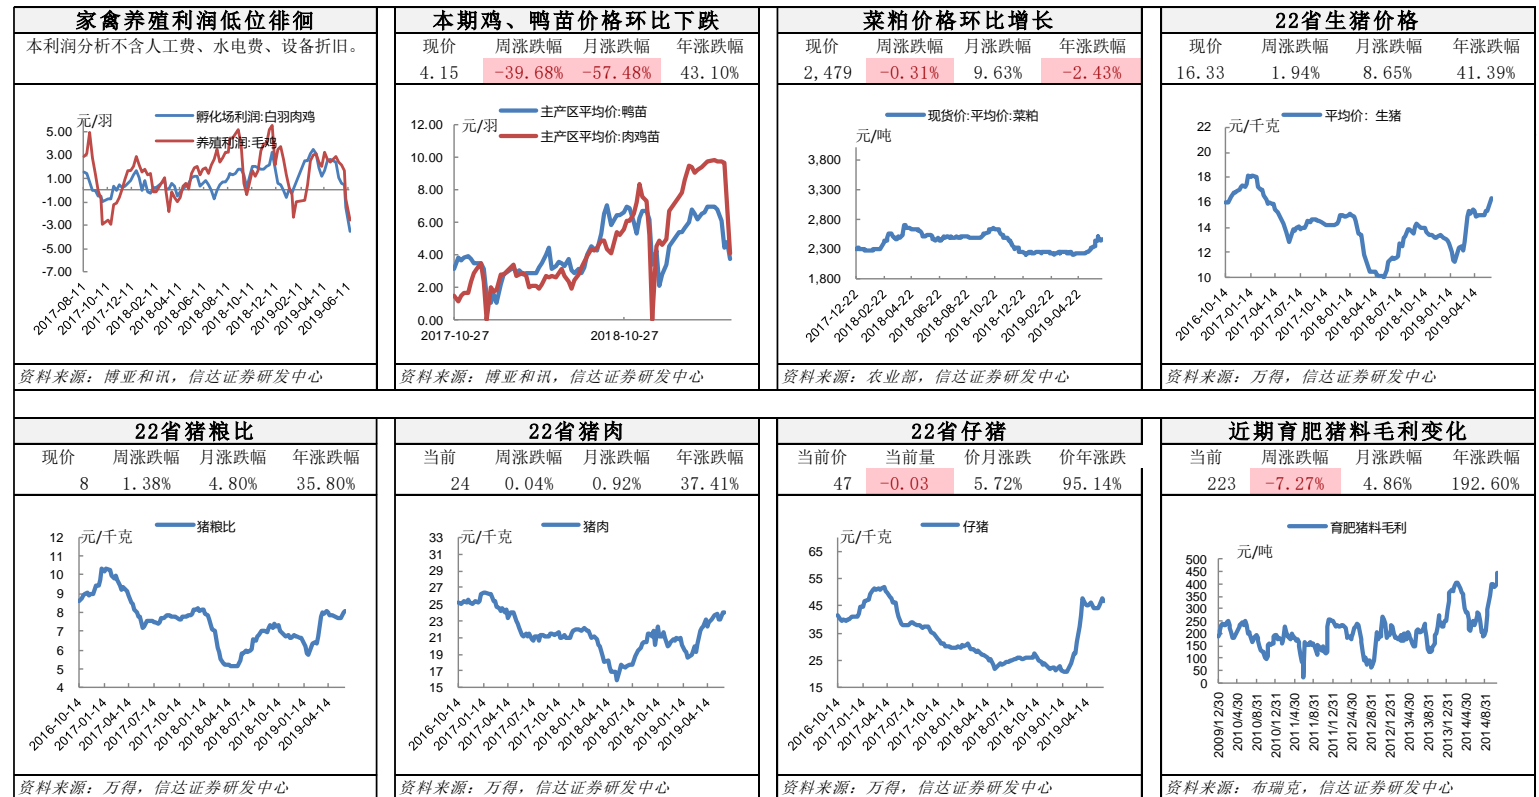 家禽养殖利润低位徘徊
本利润分析不含人工费、水电费、设备折旧。
元/羽
孵化场利润:白羽肉鸡
养殖利润:毛鸡
5.00
3.00
1.00
-1.00
-3.00
-5.00
-7.00
2017-08-11
2017-10-11
2017-12-11
2018-02-11
2018-04-11
2018-06-11
2018-08-11
2018-10-11
2018-12-11
2019-02-11
2019-04-11
2019-06-11
资料来源：博亚和讯，信达证券研发中心
本期鸡、鸭苗价格环比下跌
现价 周涨跌幅 月涨跌幅 年涨跌幅
4.15 -39.68% -57.48% 43.10%
主产区平均价:鸭苗
主产区平均价:肉鸡苗
元/羽
12.00
10.00
8.00
6.00
4.00
2.00
0.00
2017-10-27 2018-10-27
资料来源：博亚和讯，信达证券研发中心
菜粕价格环比增长
现价 周涨跌幅 月涨跌幅 年涨跌幅
2,479 -0.31% 9.63% -2.43%
现货价:平均价:菜粕
元/吨
3,800
3,300
2,800
2,300
1,800
2017-12-22
2018-02-22
2018-04-22
2018-06-22
2018-08-22
2018-10-22
2018-12-22
2019-02-22
2019-04-22
资料来源：农业部，信达证券研发中心
22省生猪价格
现价 周涨跌幅 月涨跌幅 年涨跌幅
16.33 1.94% 8.65% 41.39%
元/千克
平均价: 生猪
22
20
18
16
14
12
10
2016-10-14
2017-01-14
2017-04-14
2017-07-14
2017-10-14
2018-01-14
2018-04-14
2018-07-14
2018-10-14
2019-01-14
2019-04-14
资料来源：万得，信达证券研发中心
22省猪粮比
现价 周涨跌幅 月涨跌幅 年涨跌幅
8 1.38% 4.80% 35.80%
猪粮比
元/千克
12
11
10
9
8
7
6
5
4
2016-10-14
2017-01-14
2017-04-14
2017-07-14
2017-10-14
2018-01-14
2018-04-14
2018-07-14
2018-10-14
2019-01-14
2019-04-14
资料来源：万得，信达证券研发中心
22省猪肉
当前 周涨跌幅 月涨跌幅 年涨跌幅
24 0.04% 0.92% 37.41%
猪肉
元/千克
33
31
29
27
25
23
21
19
17
15
2016-10-14
2017-01-14
2017-04-14
2017-07-14
2017-10-14
2018-01-14
2018-04-14
2018-07-14
2018-10-14
2019-01-14
2019-04-14
资料来源：万得，信达证券研发中心
22省仔猪
当前价 当前量 价月涨跌 价年涨跌
47 -0.03 5.72% 95.14%
仔猪
元/千克
65
55
45
35
25
15
2016-10-14
2017-01-14
2017-04-14
2017-07-14
2017-10-14
2018-01-14
2018-04-14
2018-07-14
2018-10-14
2019-01-14
2019-04-14
资料来源：万得，信达证券研发中心
近期育肥猪料毛利变化
当前 周涨跌幅 月涨跌幅 年涨跌幅
223 -7.27% 4.86% 192.60%
育肥猪料毛利
元/吨
500
450
400
350
300
250
200
150
100
50
0
2009/12/30
2010/4/30
2010/8/31
2010/12/31
2011/4/30
2011/8/31
2011/12/31
2012/4/30
2012/8/31
2012/12/31
2013/4/30
2013/8/31
2013/12/31
2014/4/30
2014/8/31
资料来源：布瑞克，信达证券研发中心